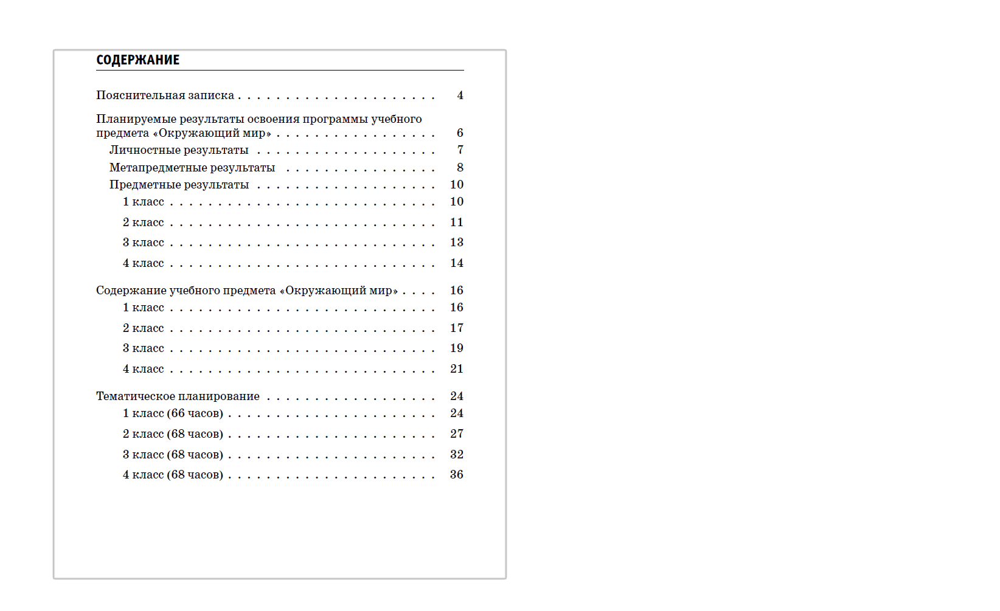 СОДЕРЖАНИЕ
Пояснительная записка . . . . . . . . . . . . . . . . . . . . . 4
Планируемые результаты освоения программы учебного
предмета «Окружающий мир» . . . . . . . . . . . . . . . . . 6
Личностные результаты . . . . . . . . . . . . . . . . . . . 7
Метапредметные результаты . . . . . . . . . . . . . . . . 8
Предметные результаты . . . . . . . . . . . . . . . . . . . 10
1 класс . . . . . . . . . . . . . . . . . . . . . . . . . . . . 10
2 класс . . . . . . . . . . . . . . . . . . . . . . . . . . . . 11
3 класс . . . . . . . . . . . . . . . . . . . . . . . . . . . . 13
4 класс . . . . . . . . . . . . . . . . . . . . . . . . . . . . 14
Содержание учебного предмета «Окружающий мир» . . . . 16
1 класс . . . . . . . . . . . . . . . . . . . . . . . . . . . . 16
2 класс . . . . . . . . . . . . . . . . . . . . . . . . . . . . 17
3 класс . . . . . . . . . . . . . . . . . . . . . . . . . . . . 19
4 класс . . . . . . . . . . . . . . . . . . . . . . . . . . . . 21
Тематическое планирование . . . . . . . . . . . . . . . . . . 24
1 класс (66 часов) . . . . . . . . . . . . . . . . . . . . . . 24
2 класс (68 часов) . . . . . . . . . . . . . . . . . . . . . . 27
3 класс (68 часов) . . . . . . . . . . . . . . . . . . . . . . 32
4 класс (68 часов) . . . . . . . . . . . . . . . . . . . . . . 36